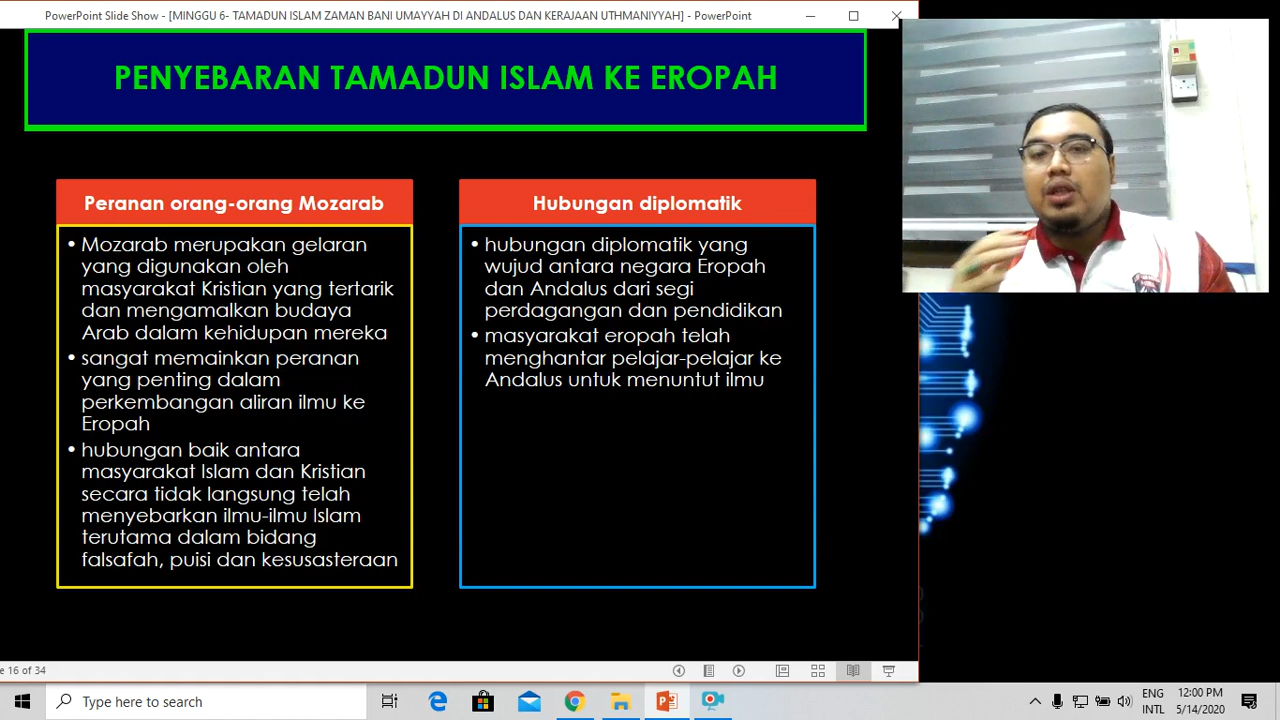 PowerPoint Slide Show - [MINGGU 6- TAMADUN ISLAM ZAMAN BANI UMAYYAH DI ANDALUS DAN KERAJAAN UTHMANIYYAH] - PowerPoint
PENYEBARAN TAMADUN ISLAM KE EROPAH
Peranan orang-orang Mozarab
• Mozarab merupakan gelaran
yang digunakan oleh
masyarakat Kristian yang tertarik
dan mengamalkan budaya
Arab dalam kehidupan mereka
• sangat memainkan peranan
yang penting dalam
perkembangan aliran ilmu ke
Eropah
• hubungan baik antara
masyarakat Islam dan Kristian
secara tidak langsung telah
menyebarkan ilmu-ilmu Islam
terutama dalam bidang
falsafah, puisi dan kesusasteraan
Hubungan diplomatik
• hubungan diplomatik yang
wujud antara negara Eropah
dan Andalus dari segi
perdagangan dan pendidikan
• masyarakat eropah telah
menghantar pelajar-pelajar ke
Andalus untuk menuntut ilmu
e 16 of 34
Type here to search
ENG
INTL
12:00 PM
5/14/2020